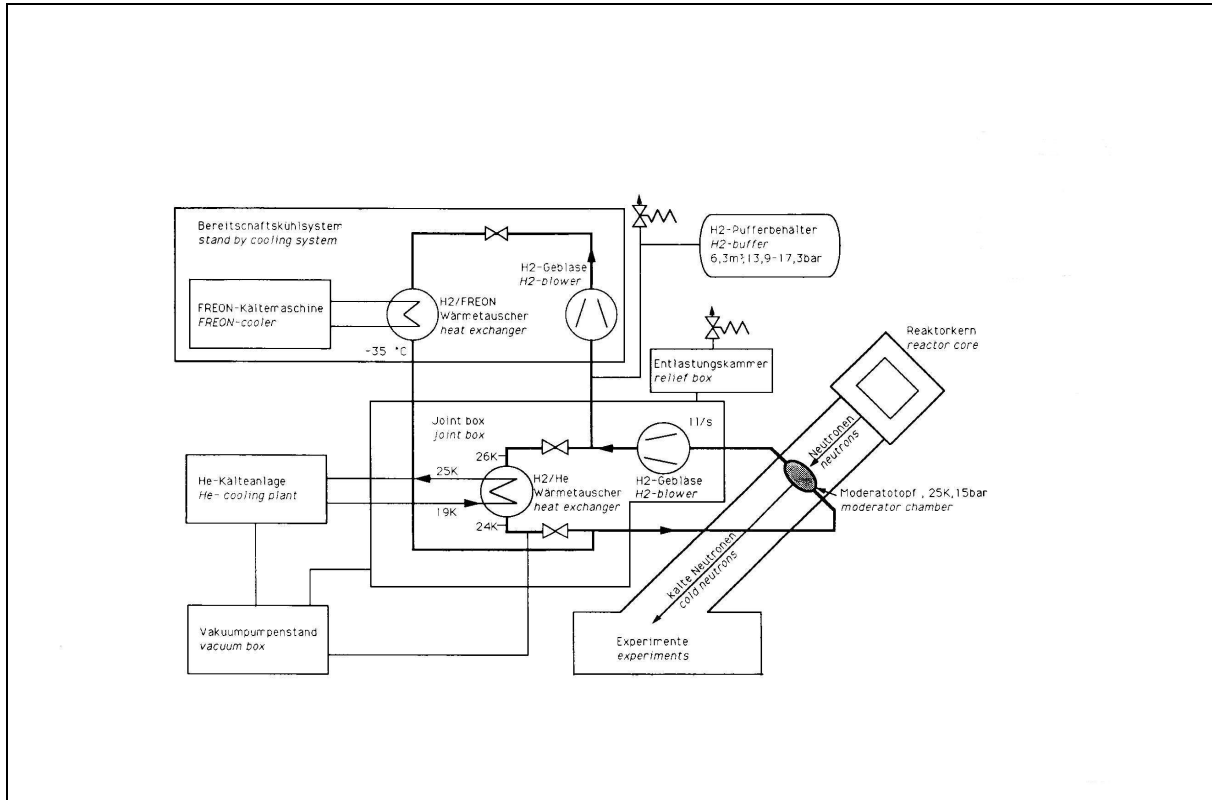 Bereitschaftskühlsystem
stand by cooling system
H2-Gebläse
H2-blower
H2-Pufferbehälter
H2-buffer
6,3m³,13,9-17,3bar
FREON-Kältemaschine
FREON-cooler
H2/FREON
Wärmetauscher
heat exchanger
-35 °C
Entlastungskammer
relief box
Reaktorkern
reactor core
Joint box
joint box
11/s
Neutronen
neutrons
26K
25K
He-Kälteanlage
He- cooling plant
H2/He
Wärmetauscher
heat exchanger
H2-Gebläse
H2-blower
Moderatotopf , 25K,15bar
moderator chamber
19K
24K
kalte Neutronen
cold neutrons
Vakuumpumpenstand
vacuum box
Experimente
experiments